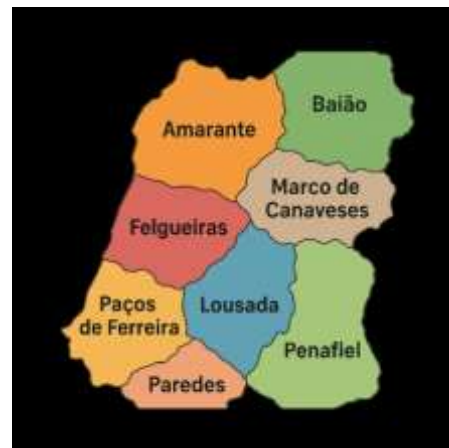 Baião
Amarante
Marco de
Canaveses
Felgueiras
Paços
de Ferreira
Lousada
Penafiel
Paredes